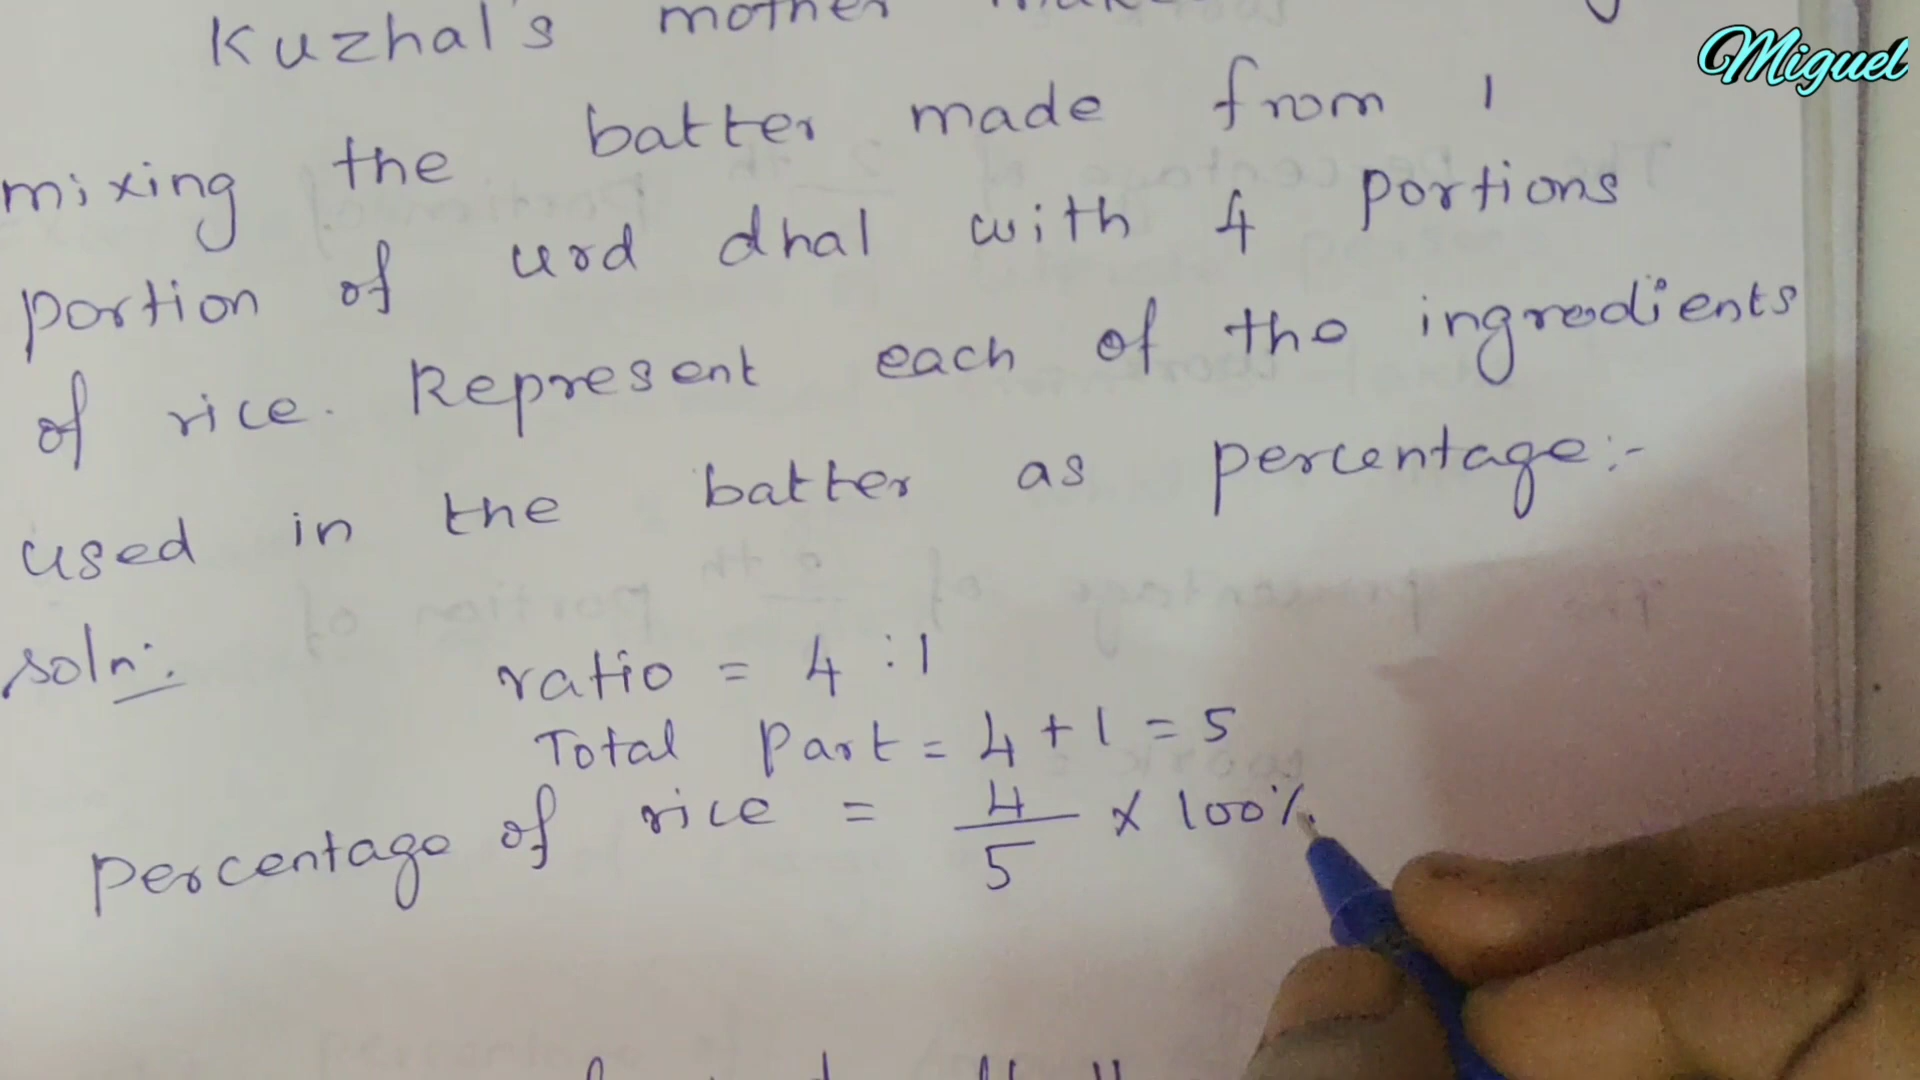 Kuzhal's mother
mixing the batter made from 1
portion of urd dhal with 4 portions
of rice. Represent each of the ingredients
used in the batter as percentage:-
soln:
ratio = 4 : 1
Total Part = 4 + 1 = 5
percentage of rice = 4/5 x 100%
Miguel